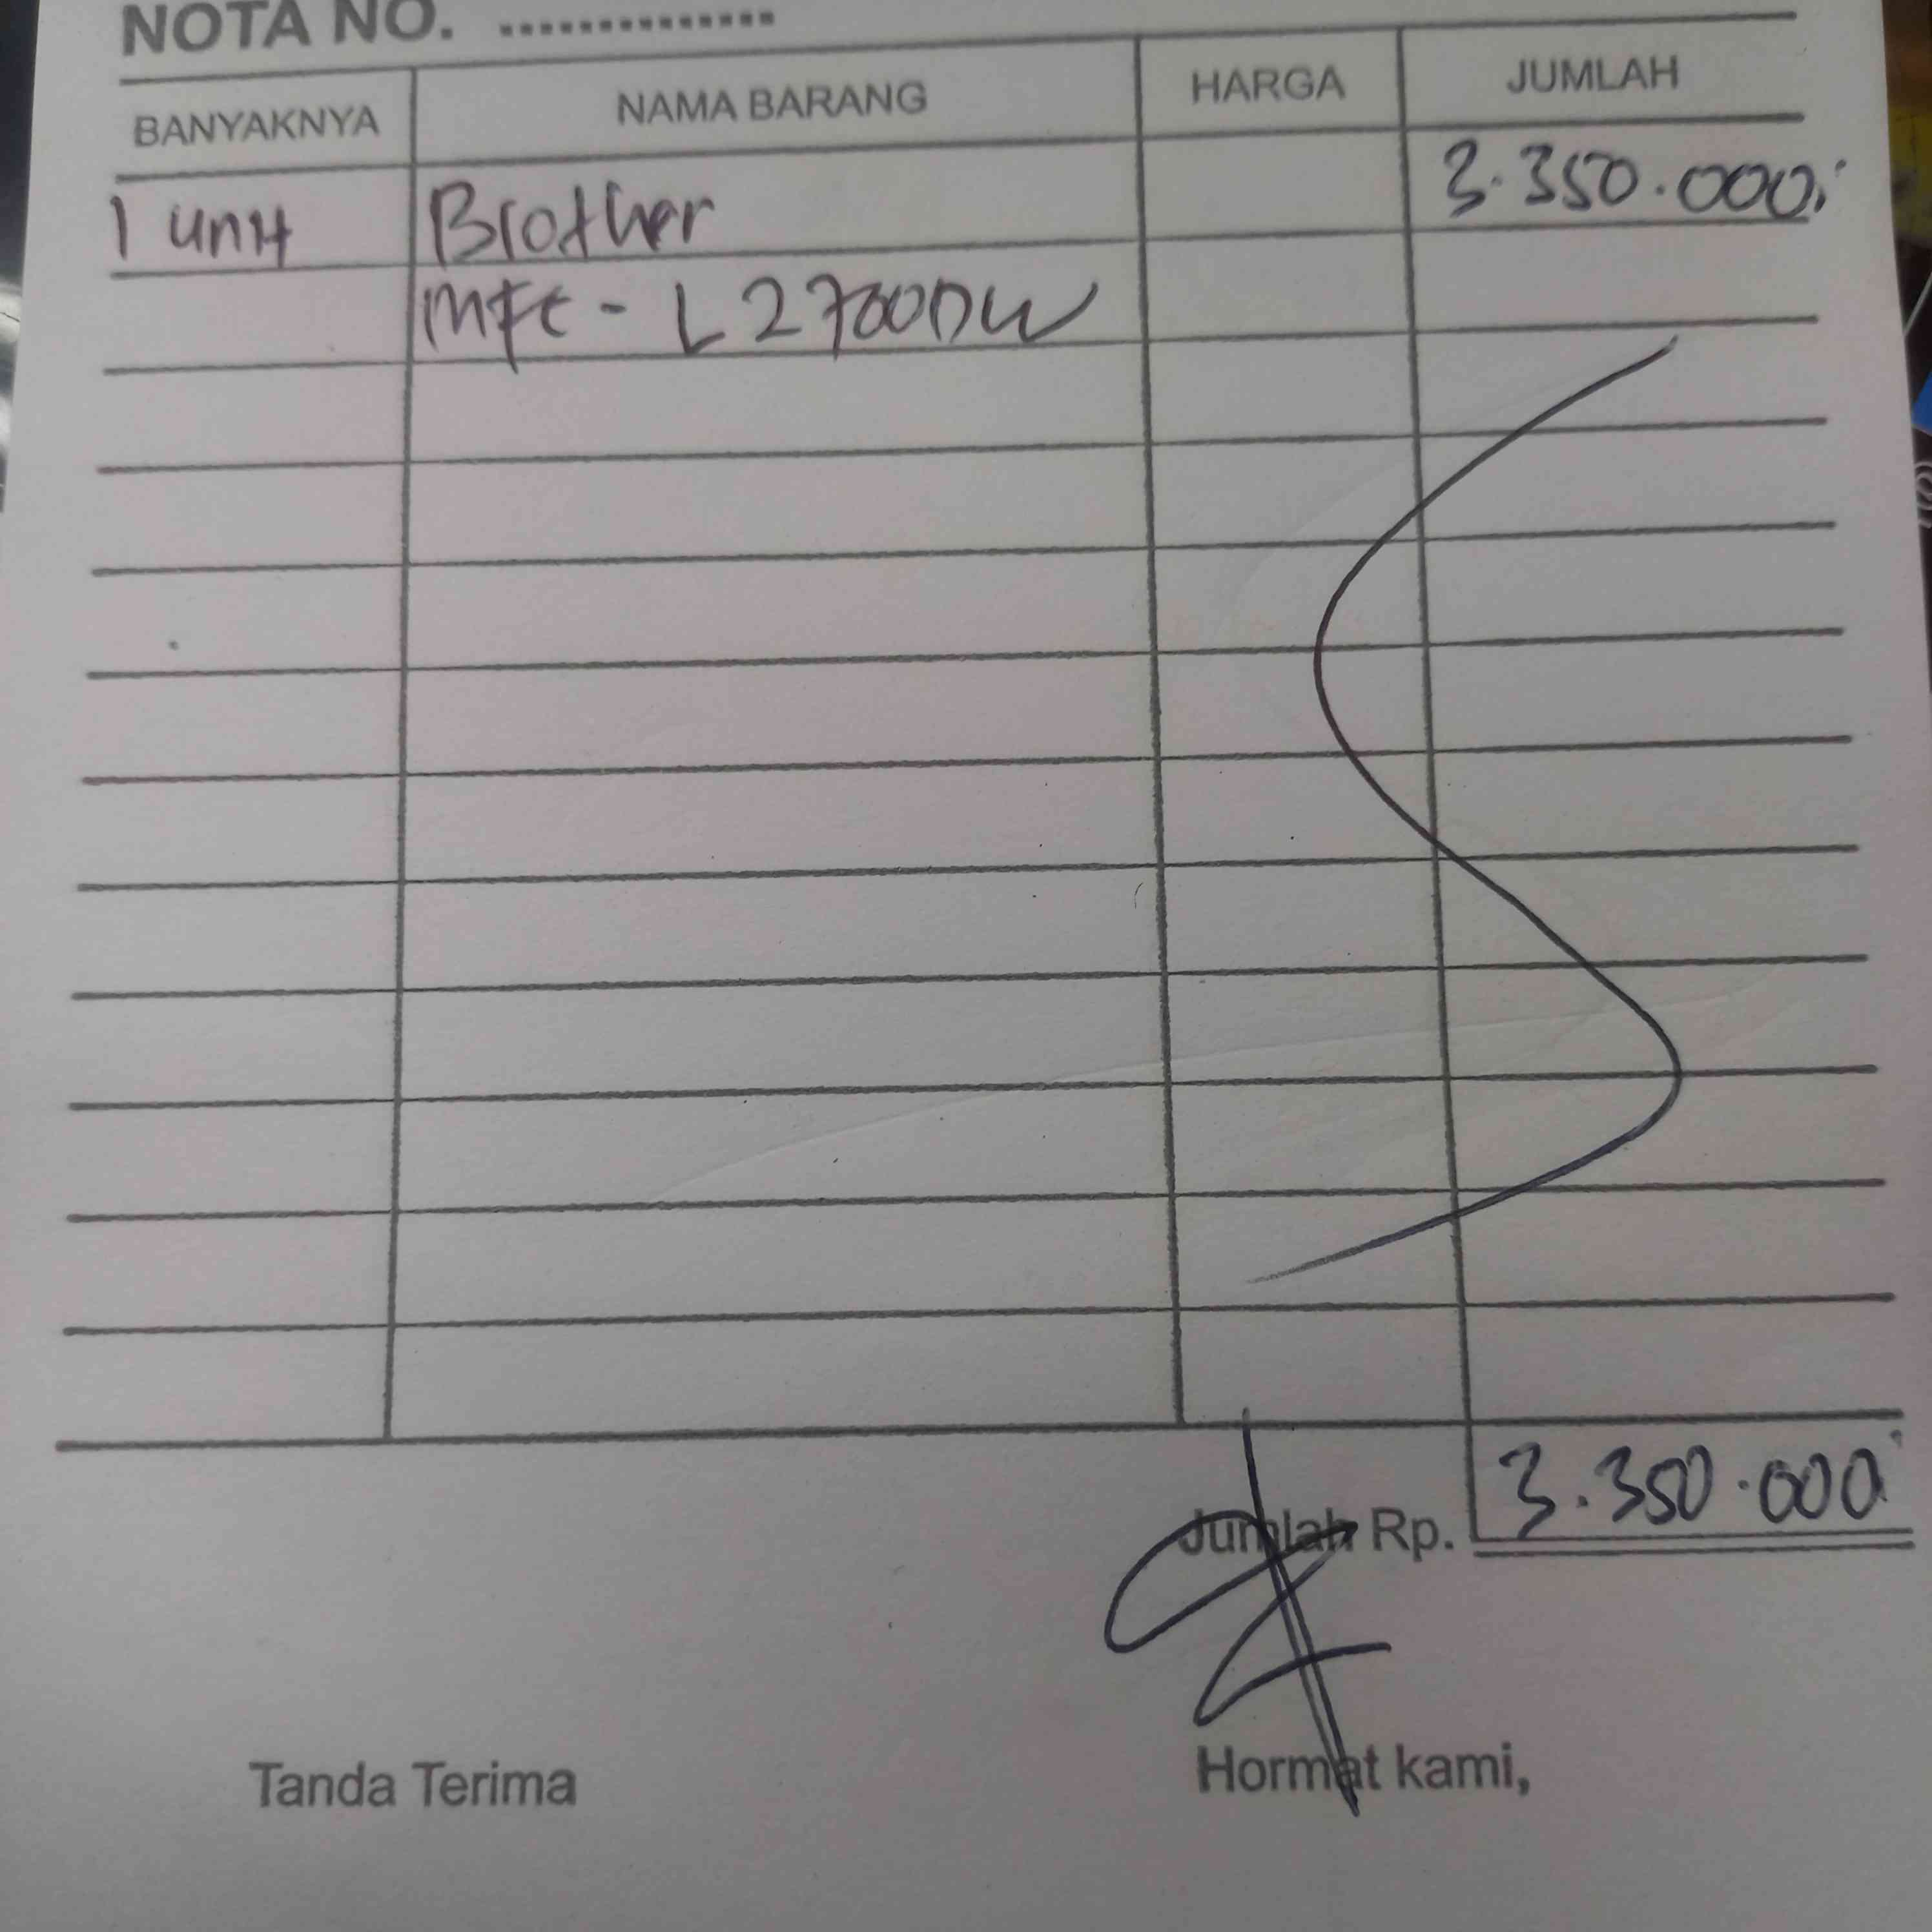 NOTA NO. ..............
BANYAKNYA NAMA BARANG HARGA JUMLAH
1 unit Brother 3.350.000,-
MFC - L2700DW
Jumlah Rp. 3.350.000
Tanda Terima Hormat kami,